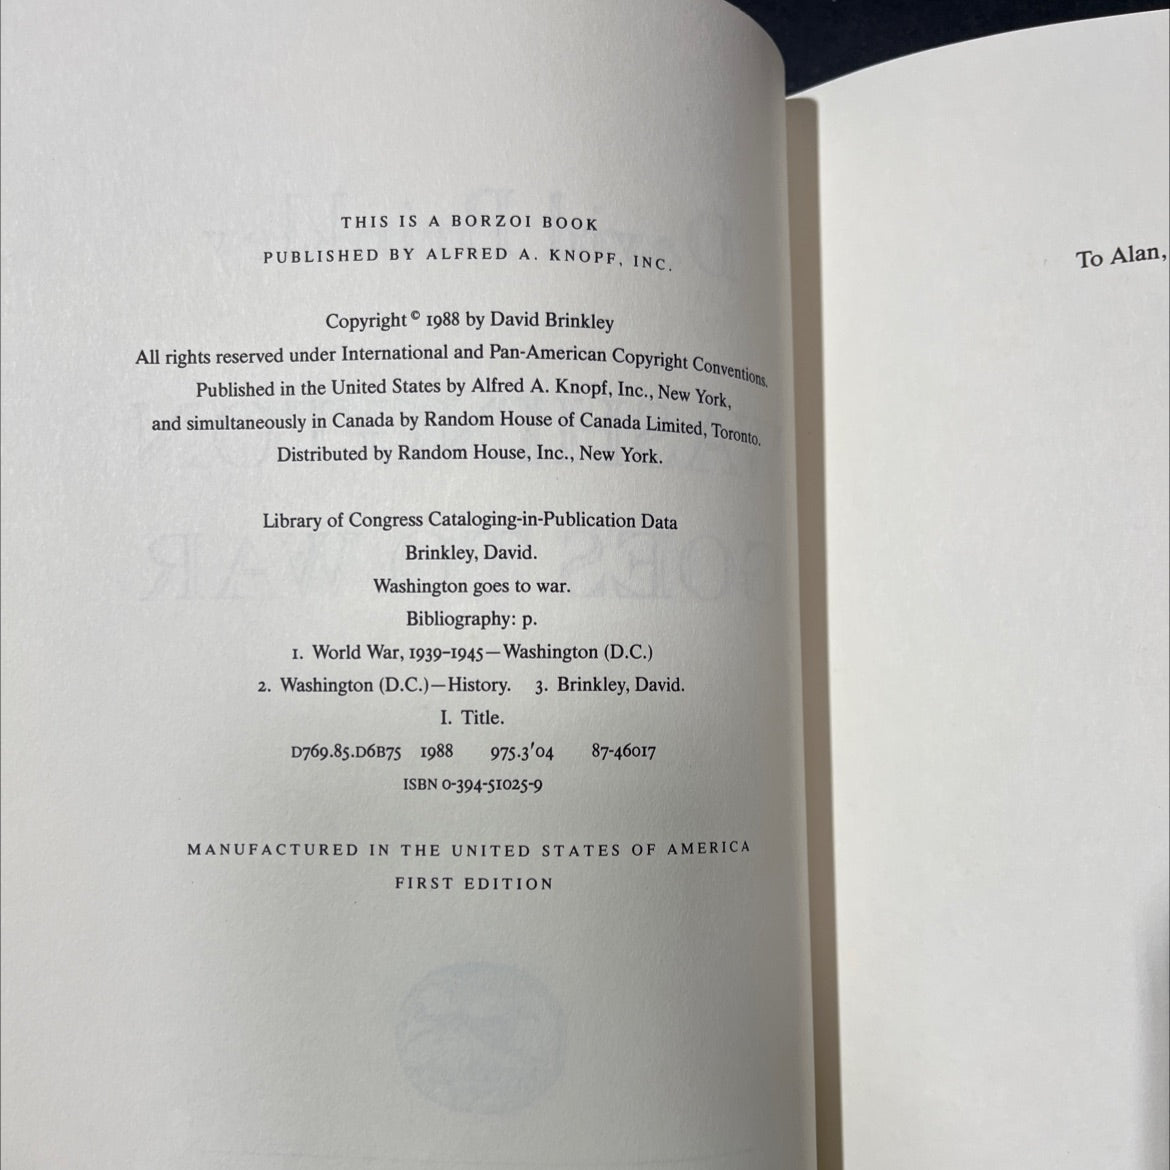 THIS IS A BORZOI BOOK
PUBLISHED BY ALFRED A. KNOPF, INC.
Copyright © 1988 by David Brinkley
All rights reserved under International and Pan-American Copyright Conventions.
Published in the United States by Alfred A. Knopf, Inc., New York,
and simultaneously in Canada by Random House of Canada Limited, Toronto.
Distributed by Random House, Inc., New York.
Library of Congress Cataloging-in-Publication Data
Brinkley, David.
Washington goes to war.
Bibliography: p.
1. World War, 1939–1945—Washington (D.C.)
2. Washington (D.C.)—History. 3. Brinkley, David.
I. Title.
D769.85.D6B75 1988 975.3′04 87-46017
ISBN 0-394-51025-9
MANUFACTURED IN THE UNITED STATES OF AMERICA
FIRST EDITION
To Alan,